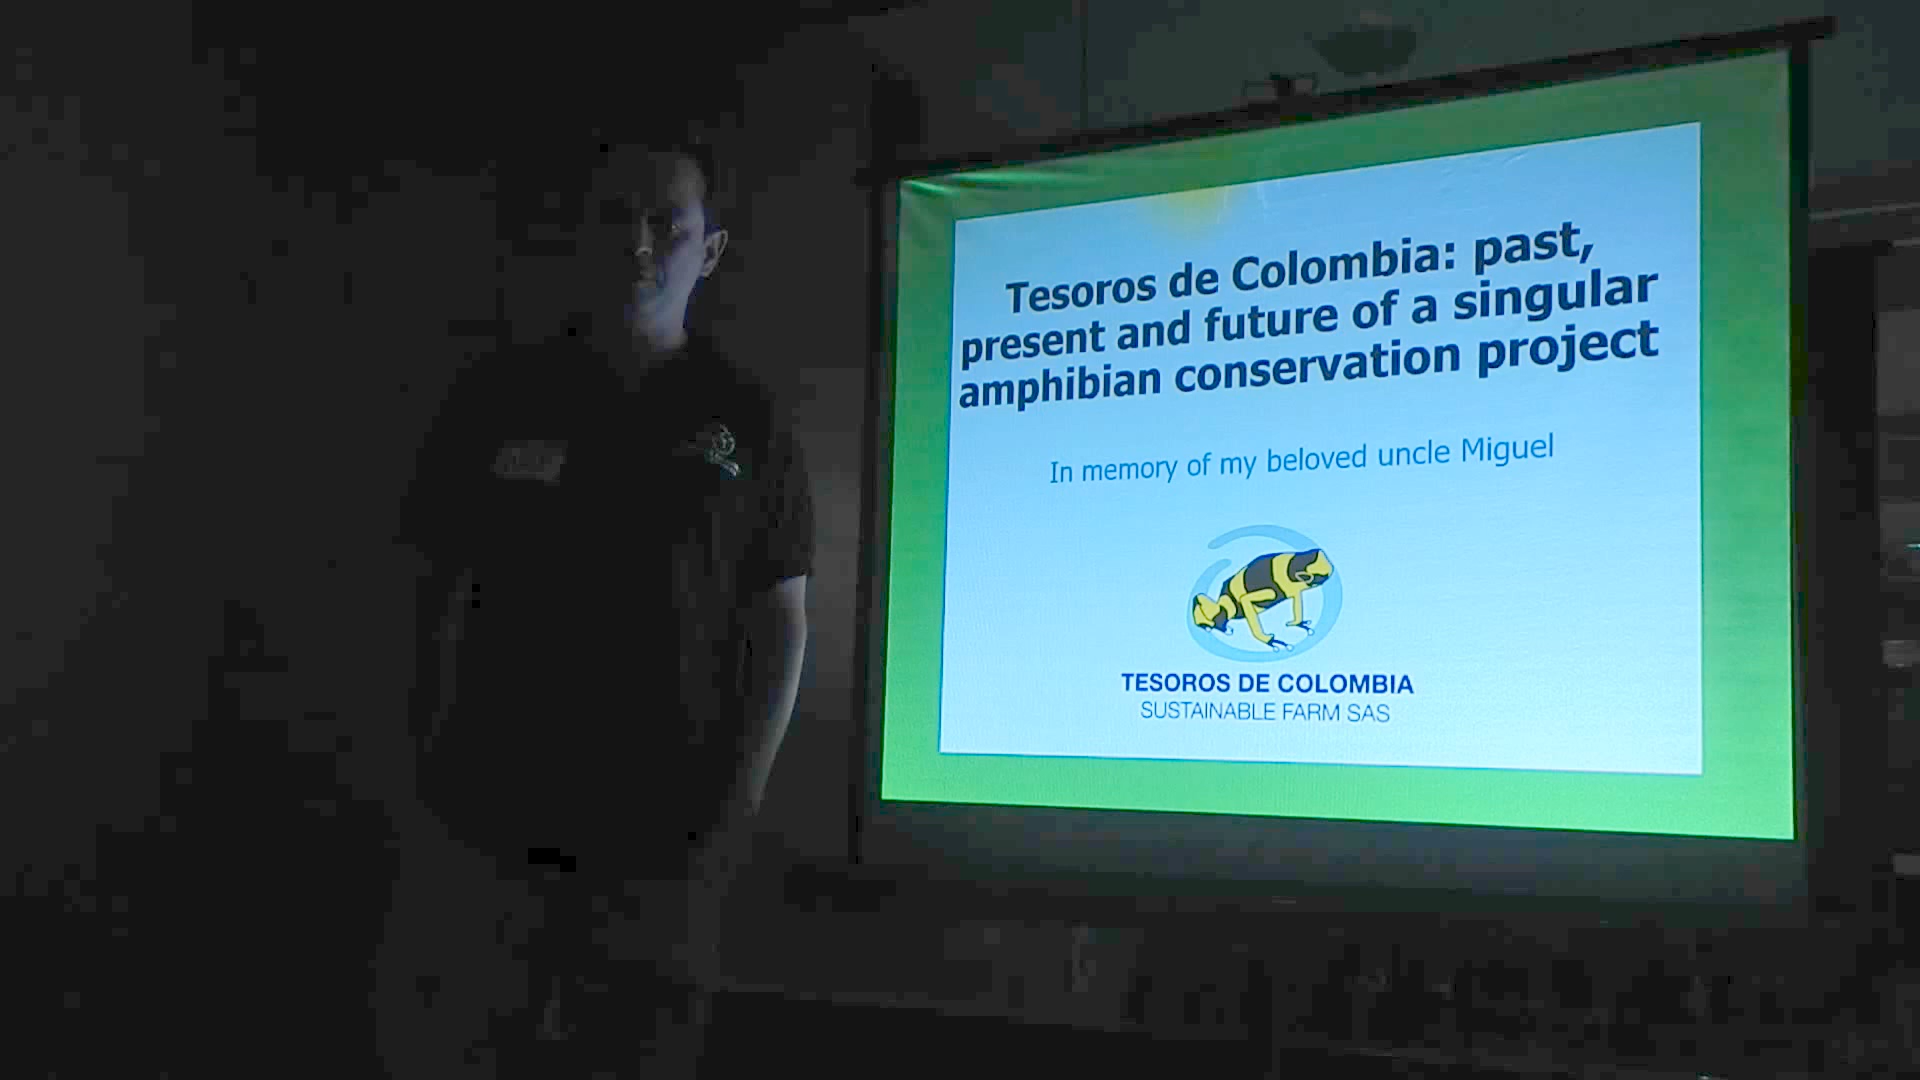 Tesoros de Colombia: past,
present and future of a singular
amphibian conservation project
In memory of my beloved uncle Miguel
TESOROS DE COLOMBIA
SUSTAINABLE FARM SAS